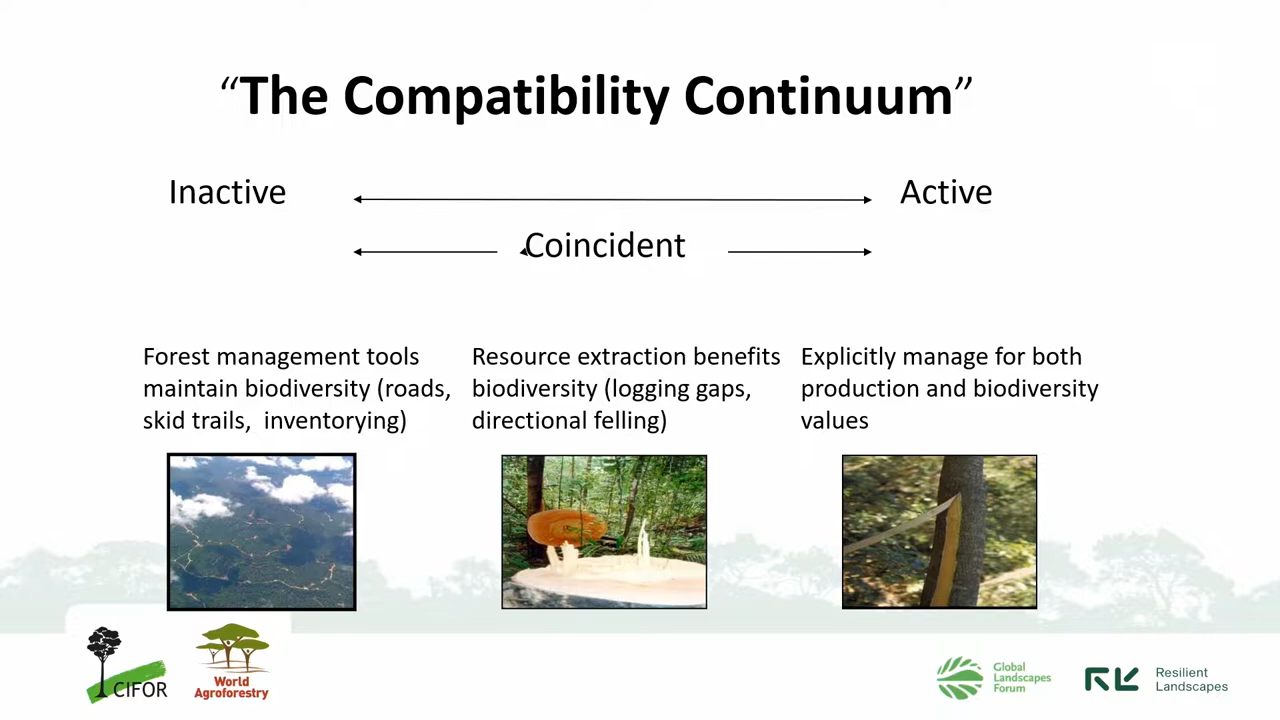 “The Compatibility Continuum”
Inactive
Active
Coincident
Forest management tools
maintain biodiversity (roads,
skid trails,  inventorying)
Resource extraction benefits
biodiversity (logging gaps,
directional felling)
Explicitly manage for both
production and biodiversity
values
CIFOR
World
Agroforestry
Global
Landscapes
Forum
Resilient
Landscapes